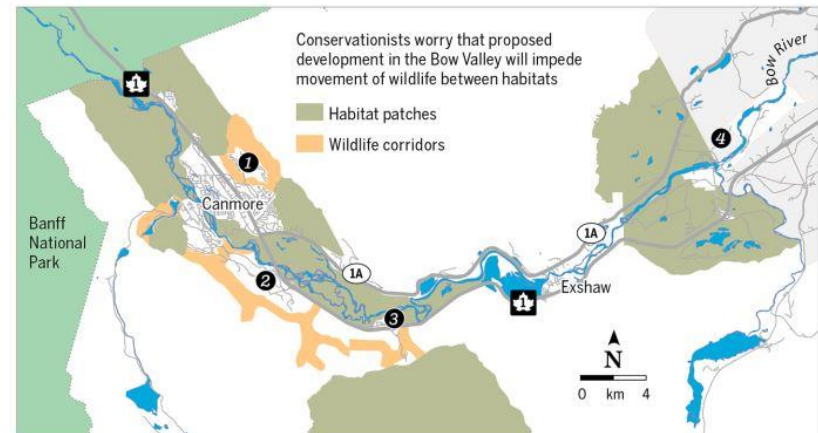 Conservationists worry that proposed
development in the Bow Valley will impede
movement of wildlife between habitats
Habitat patches
Wildlife corridors
Bow River
1
1
4
Canmore
Banff
National
Park
1A
1A
2
Exshaw
3
1
N
0 km 4